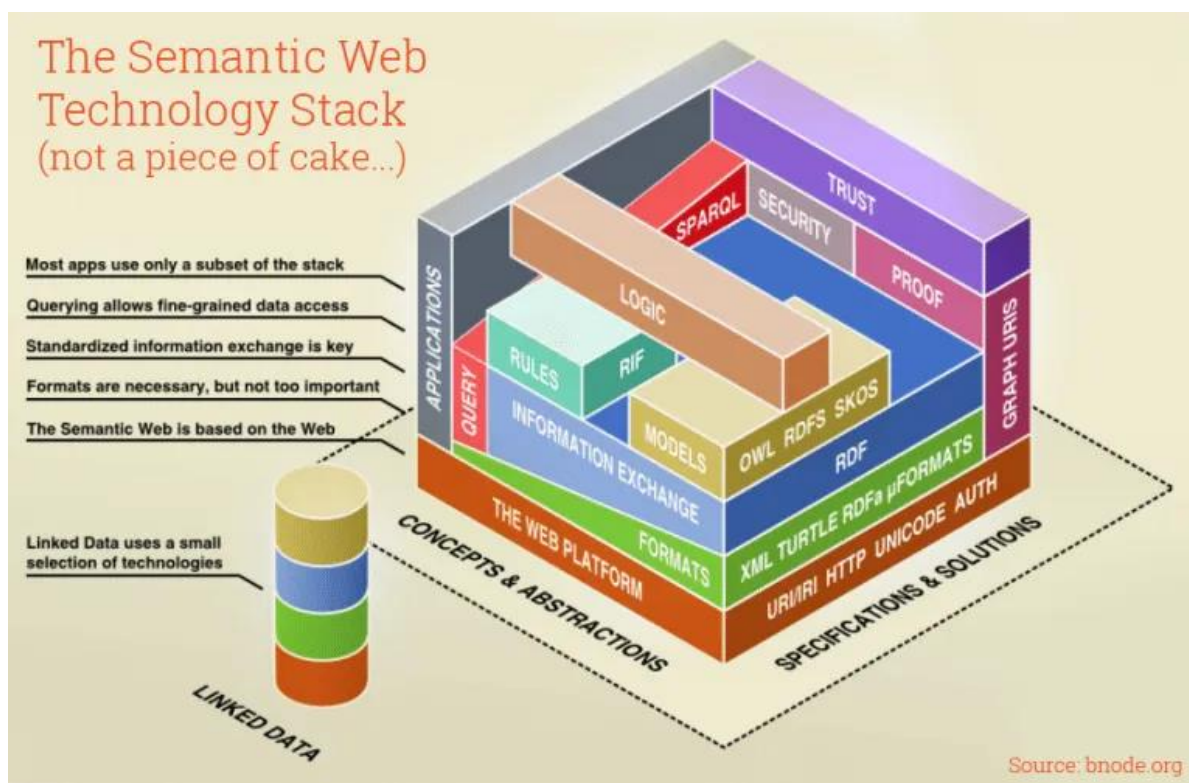 The Semantic Web
Technology Stack
(not a piece of cake...)
Most apps use only a subset of the stack
Querying allows fine-grained data access
Standardized information exchange is key
Formats are necessary, but not too important
The Semantic Web is based on the Web
Linked Data uses a small
selection of technologies
LINKED DATA
APPLICATIONS
QUERY
RULES
RIF
LOGIC
SPARQL
SECURITY
TRUST
PROOF
GRAPH URIS
INFORMATION EXCHANGE
MODELS
OWL RDFS SKOS
RDF
FORMATS
XML TURTLE RDFa μFORMATS
THE WEB PLATFORM
URI/IRI HTTP UNICODE AUTH
CONCEPTS & ABSTRACTIONS
SPECIFICATIONS & SOLUTIONS
Source: bnode.org